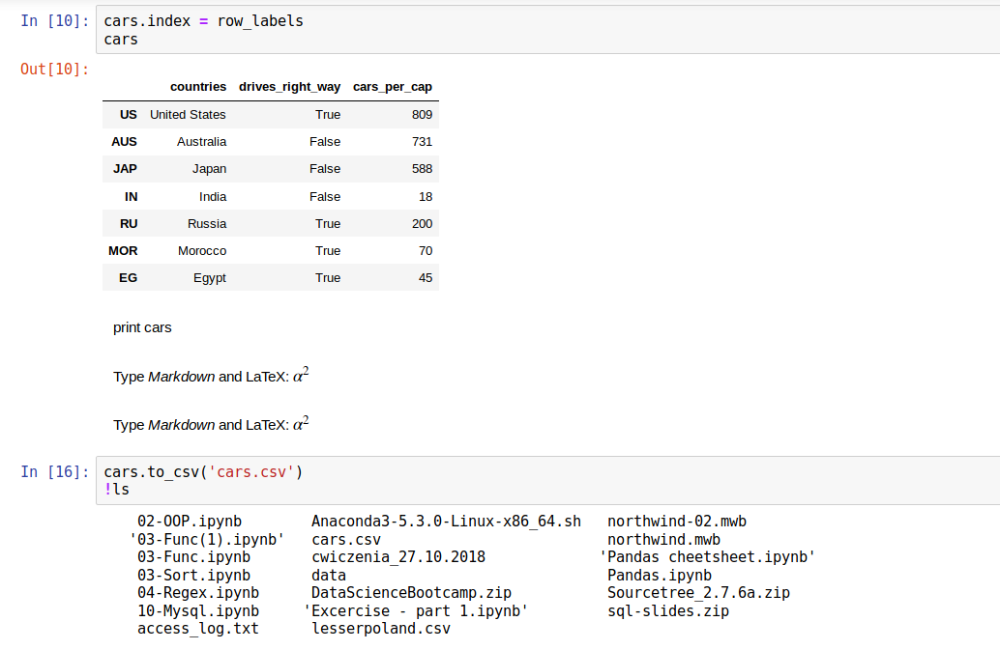 In [10]: cars.index = row_labels
cars
Out[10]:
countries drives_right_way cars_per_cap
US United States True 809
AUS Australia False 731
JAP Japan False 588
IN India False 18
RU Russia True 200
MOR Morocco True 70
EG Egypt True 45
print cars
Type Markdown and LaTeX: α²
Type Markdown and LaTeX: α²
In [16]: cars.to_csv('cars.csv')
!ls
02-OOP.ipynb Anaconda3-5.3.0-Linux-x86_64.sh northwind-02.mwb
'03-Func(1).ipynb' cars.csv northwind.mwb
03-Func.ipynb cwiczenia_27.10.2018 'Pandas cheetsheet.ipynb'
03-Sort.ipynb data Pandas.ipynb
04-Regex.ipynb DataScienceBootcamp.zip Sourcetree_2.7.6a.zip
10-Mysql.ipynb 'Excercise - part 1.ipynb' sql-slides.zip
access_log.txt lesserpoland.csv